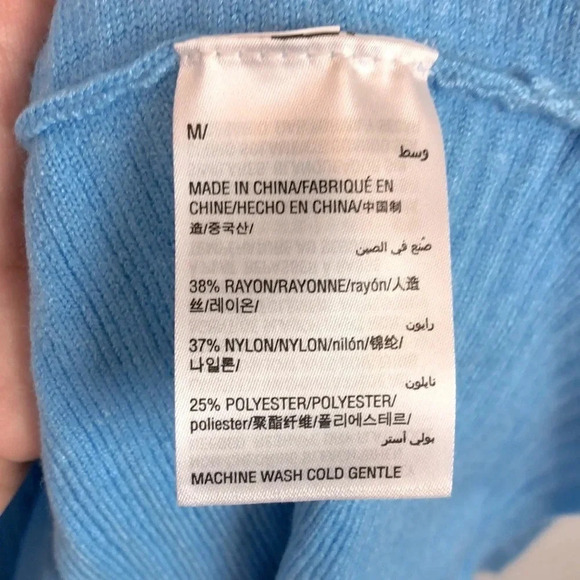 M/
وسط
MADE IN CHINA/FABRIQUÉ EN
CHINE/HECHO EN CHINA/中国制
造/중국산/
صنع في الصين
38% RAYON/RAYONNE/rayón/人造
丝/레이온/
رايون
37% NYLON/NYLON/nilón/锦纶/
나일론/
نايلون
25% POLYESTER/POLYESTER/
poliester/聚酯纤维/폴리에스테르/
بولي أستر
MACHINE WASH COLD GENTLE